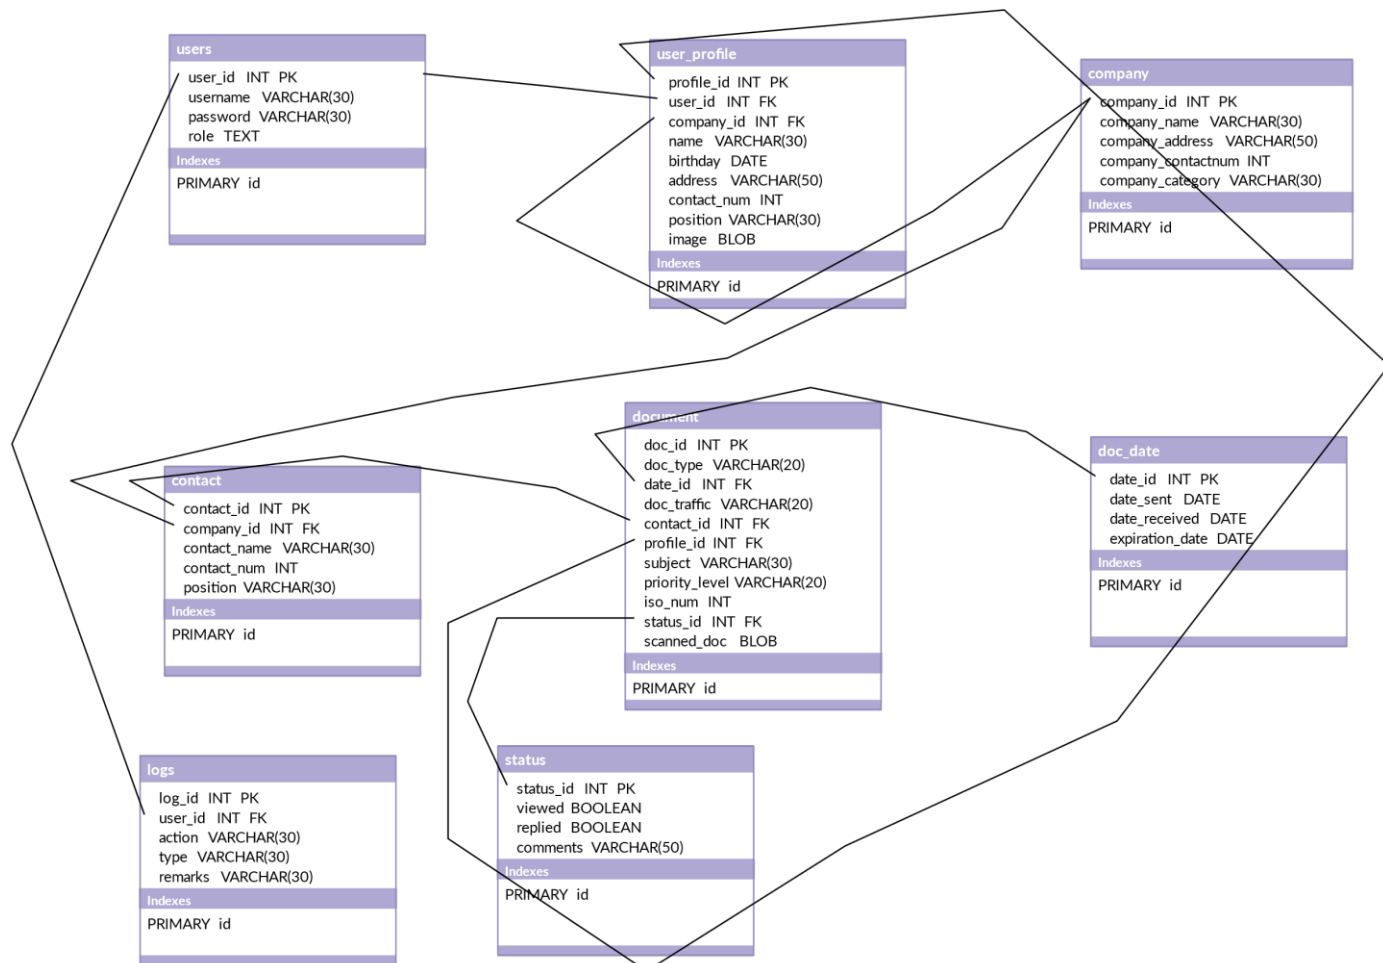 users
user_id INT PK
username VARCHAR(30)
password VARCHAR(30)
role TEXT
Indexes
PRIMARY id
user_profile
profile_id INT PK
user_id INT FK
company_id INT FK
name VARCHAR(30)
birthday DATE
address VARCHAR(50)
contact_num INT
position VARCHAR(30)
image BLOB
Indexes
PRIMARY id
company
company_id INT PK
company_name VARCHAR(30)
company_address VARCHAR(50)
company_contactnum INT
company_category VARCHAR(30)
Indexes
PRIMARY id
contact
contact_id INT PK
company_id INT FK
contact_name VARCHAR(30)
contact_num INT
position VARCHAR(30)
Indexes
PRIMARY id
document
doc_id INT PK
doc_type VARCHAR(20)
date_id INT FK
doc_traffic VARCHAR(20)
contact_id INT FK
profile_id INT FK
subject VARCHAR(30)
priority_level VARCHAR(20)
iso_num INT
status_id INT FK
scanned_doc BLOB
Indexes
PRIMARY id
doc_date
date_id INT PK
date_sent DATE
date_received DATE
expiration_date DATE
Indexes
PRIMARY id
logs
log_id INT PK
user_id INT FK
action VARCHAR(30)
type VARCHAR(30)
remarks VARCHAR(30)
Indexes
PRIMARY id
status
status_id INT PK
viewed BOOLEAN
replied BOOLEAN
comments VARCHAR(50)
Indexes
PRIMARY id